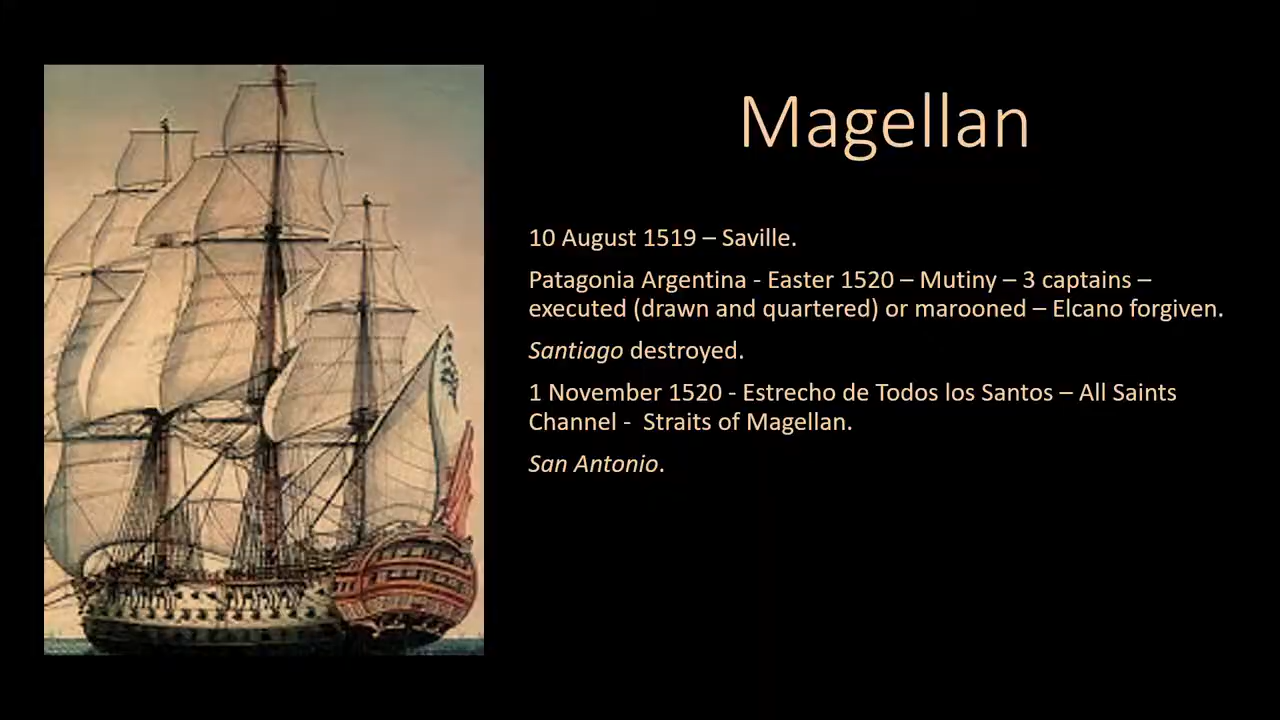 Magellan
10 August 1519 – Saville.
Patagonia Argentina - Easter 1520 – Mutiny – 3 captains –
executed (drawn and quartered) or marooned – Elcano forgiven.
Santiago destroyed.
1 November 1520 - Estrecho de Todos los Santos – All Saints
Channel -  Straits of Magellan.
San Antonio.